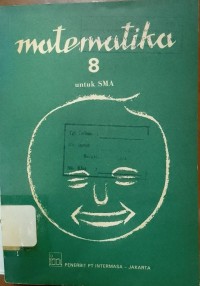 matematika
8
untuk SMA
PENERBIT PT INTERMASA - JAKARTA